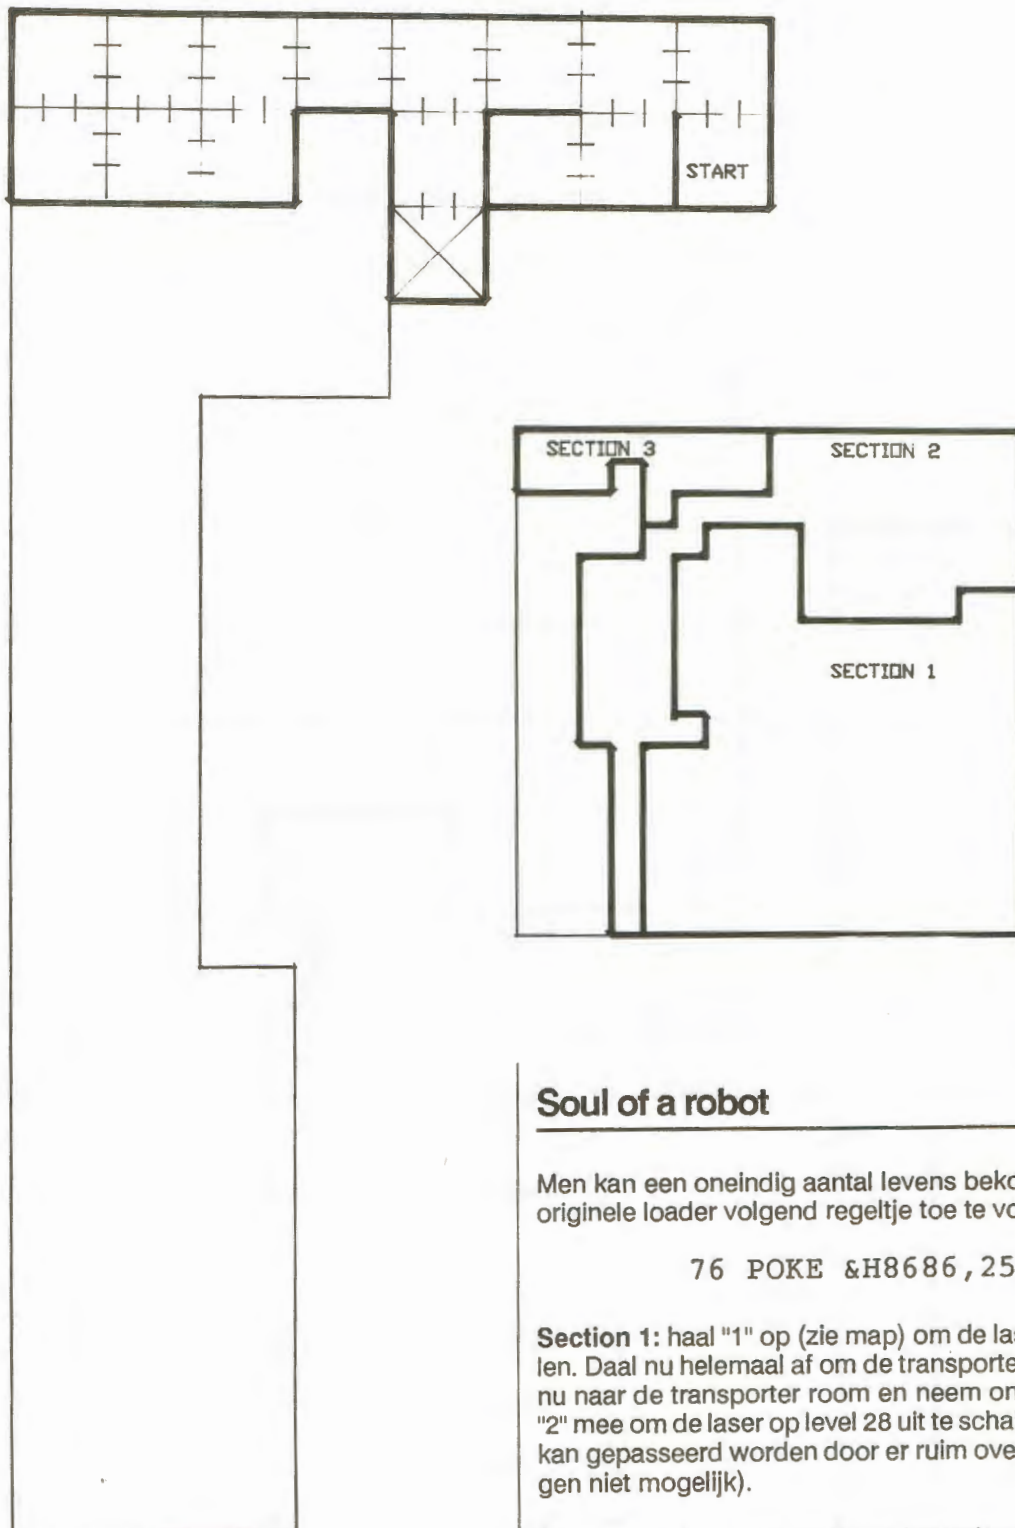 START
SECTION 3
SECTION 2
SECTION 1
Soul of a robot
Men kan een oneindig aantal levens beko
originele loader volgend regeltje toe te vo
76 POKE &H8686,25
Section 1: haal "1" op (zie map) om de la
len. Daal nu helemaal af om de transporte
nu naar de transporter room en neem on
"2" mee om de laser op level 28 uit te scha
kan gepasseerd worden door er ruim ove
gen niet mogelijk).